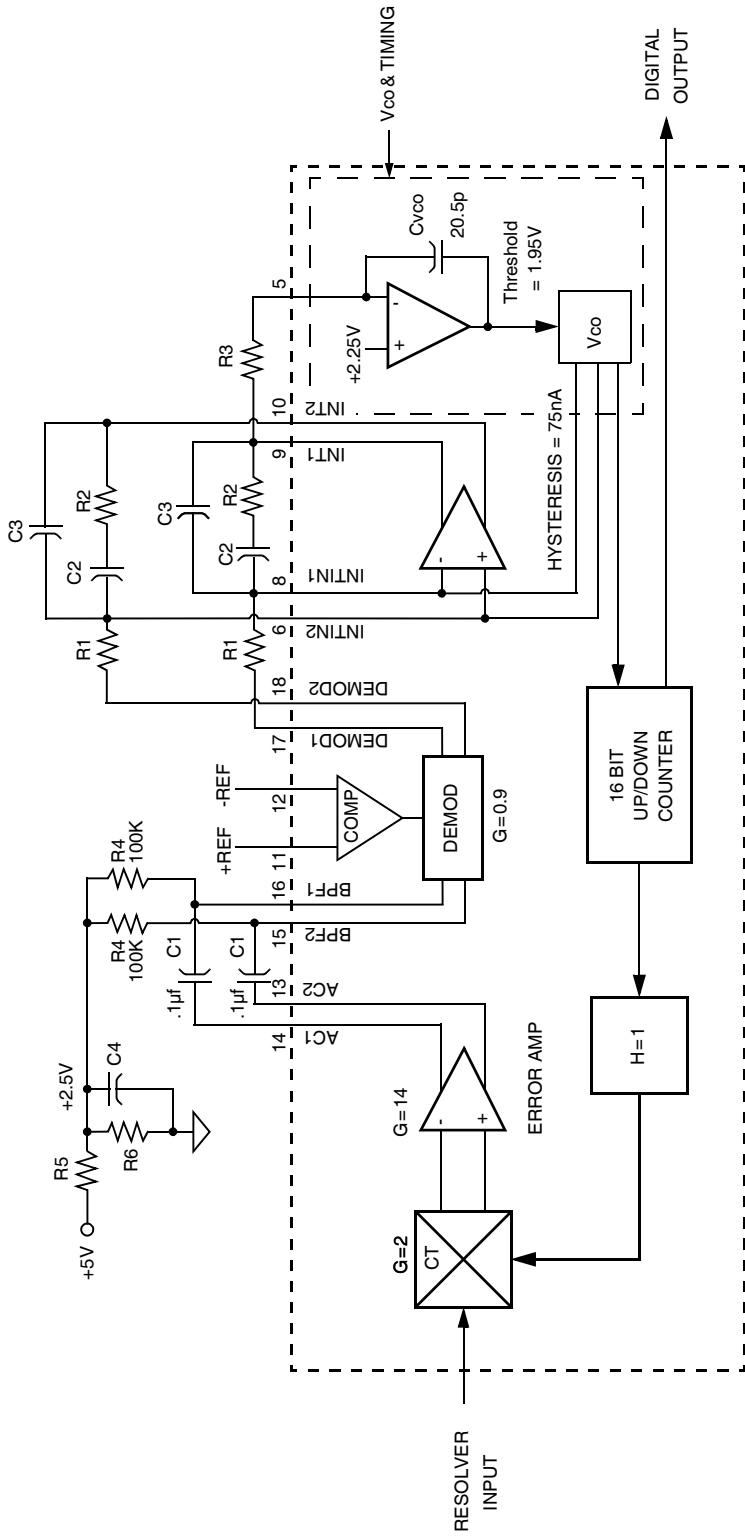 RESOLVER
INPUT
G=2
CT
+5V
R5
+2.5V
C4
R6
R4
100K
R4
100K
C1
.1µf
C1
.1µf
14
AC1
13
AC2
15
BPF2
16
BPF1
G=14
-
+
ERROR AMP
H=1
+REF
-REF
11
12
COMP
DEMOD
G=0.9
17
DEMOD1
18
DEMOD2
R1
R1
6
INTIN2
8
INTIN1
C3
C2
R2
C3
C2
R2
9
INT1
10
INT2
-
+
HYSTERESIS = 75nA
16 BIT
UP/DOWN
COUNTER
R3
5
+2.25V
+
-
Cvco
20.5p
Threshold
= 1.95V
Vco
Vco & TIMING
DIGITAL
OUTPUT